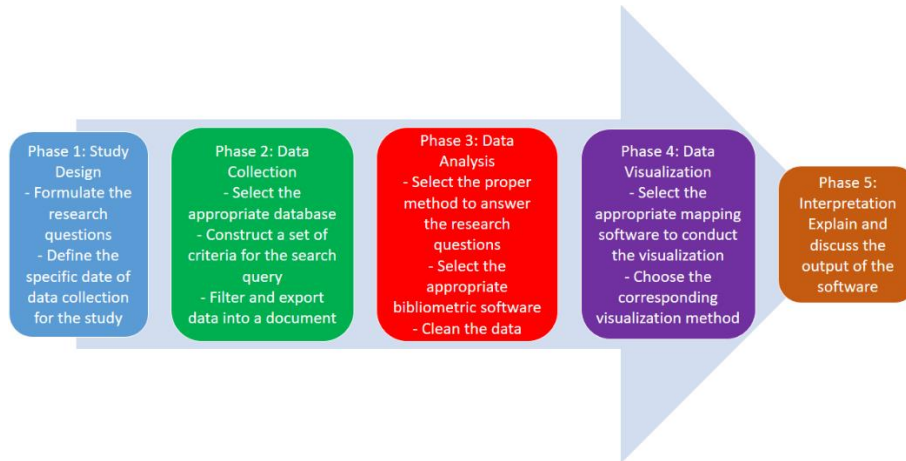 Phase 1: Study
Design
- Formulate the
research
questions
- Define the
specific date of
data collection
for the study
Phase 2: Data
Collection
- Select the
appropriate database
- Construct a set of
criteria for the search
query
- Filter and export
data into a document
Phase 3: Data
Analysis
- Select the proper
method to answer
the research
questions
- Select the
appropriate
bibliometric software
- Clean the data
Phase 4: Data
Visualization
- Select the
appropriate mapping
software to conduct
the visualization
- Choose the
corresponding
visualization method
Phase 5:
Interpretation
Explain and
discuss the
output of the
software